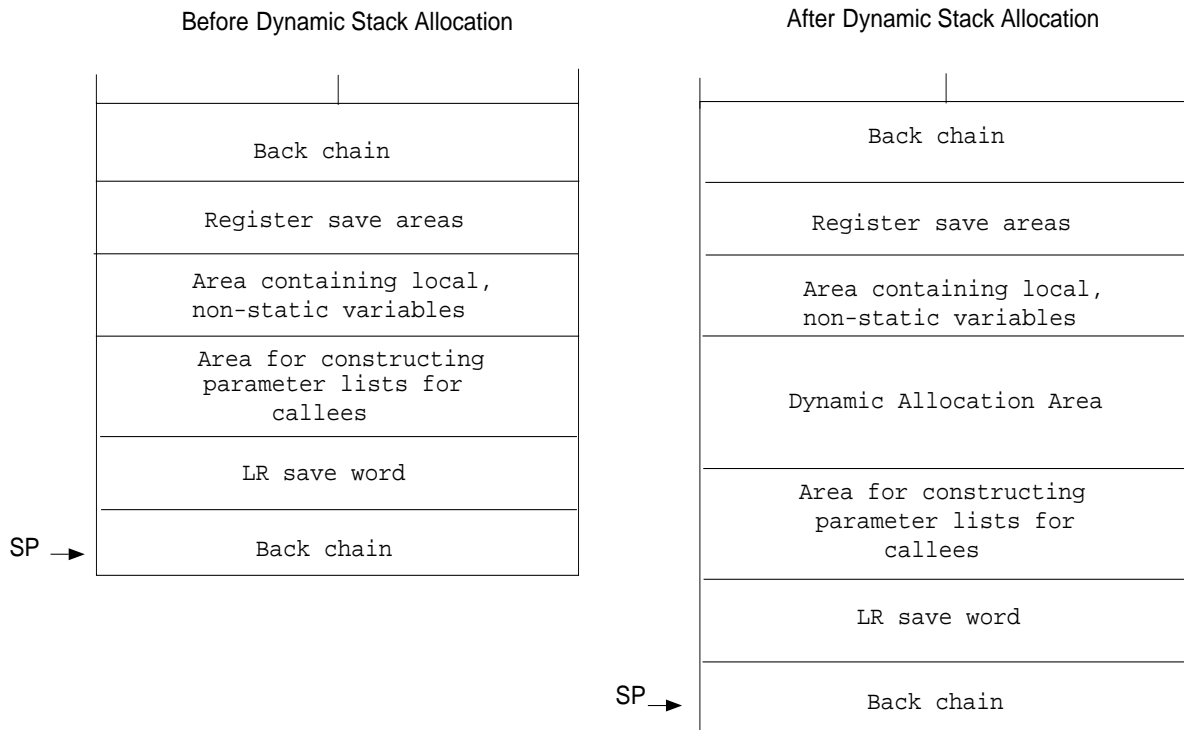 Before Dynamic Stack Allocation
Back chain
Register save areas
Area containing local,
non-static variables
Area for constructing
parameter lists for
callees
LR save word
SP
Back chain
After Dynamic Stack Allocation
Back chain
Register save areas
Area containing local,
non-static variables
Dynamic Allocation Area
Area for constructing
parameter lists for
callees
LR save word
SP
Back chain